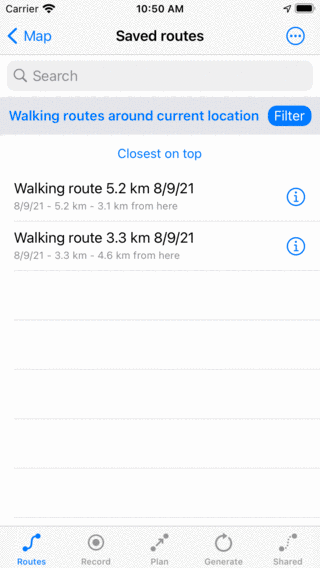 Carrier 10:50 AM
Map Saved routes
Search
Walking routes around current location Filter
Closest on top
Walking route 5.2 km 8/9/21
8/9/21 - 5.2 km - 3.1 km from here
Walking route 3.3 km 8/9/21
8/9/21 - 3.3 km - 4.6 km from here
Routes Record Plan Generate Shared